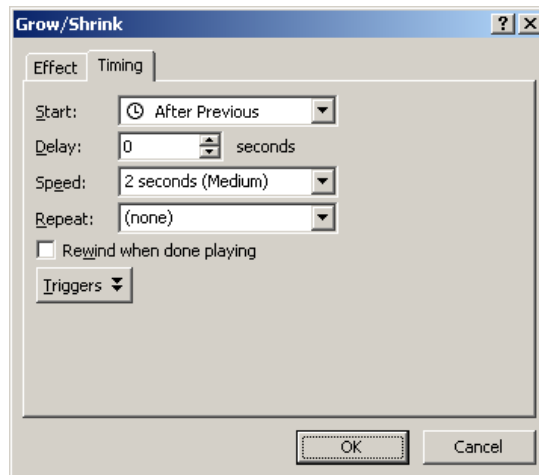 Grow/Shrink
Effect Timing
Start: After Previous
Delay: 0 seconds
Speed: 2 seconds (Medium)
Repeat: (none)
Rewind when done playing
Triggers
OK Cancel